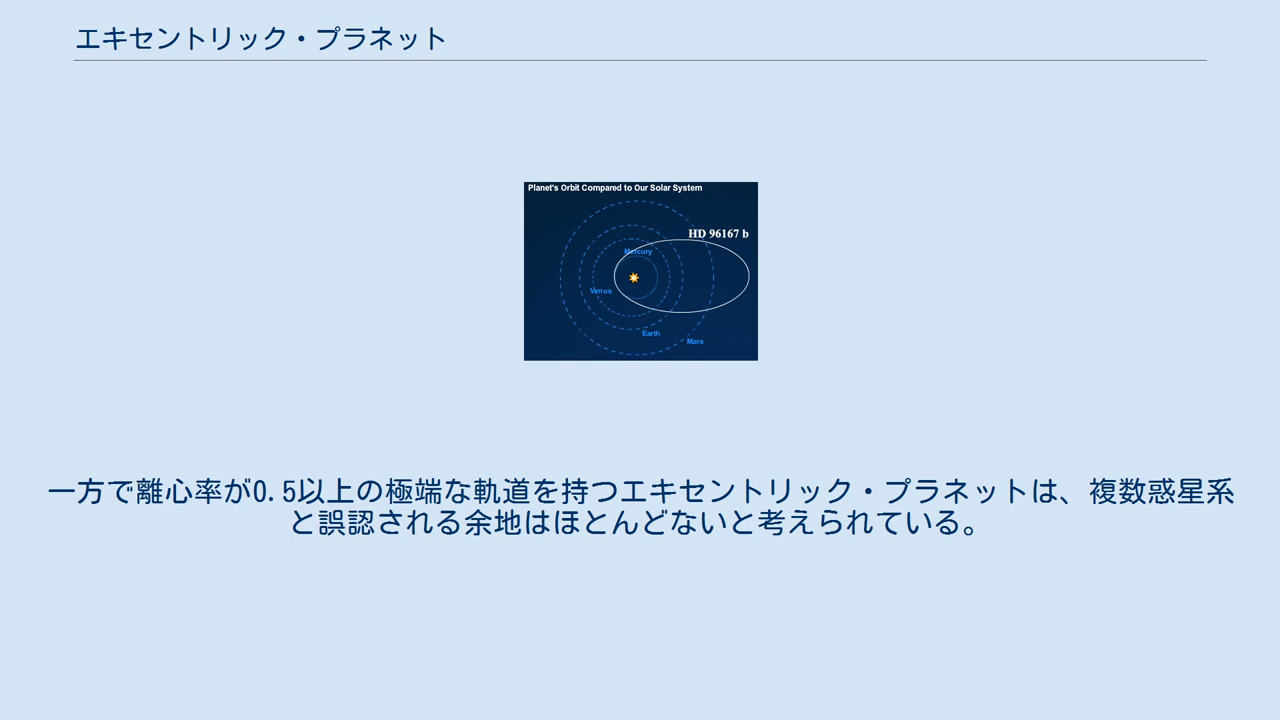 エキセントリック・プラネット
Planet's Orbit Compared to Our Solar System
HD 96167 b
Mercury
Venus
Earth
Mars
一方で離心率が0.5以上の極端な軌道を持つエキセントリック・プラネットは、複数惑星系
と誤認される余地はほとんどないと考えられている。